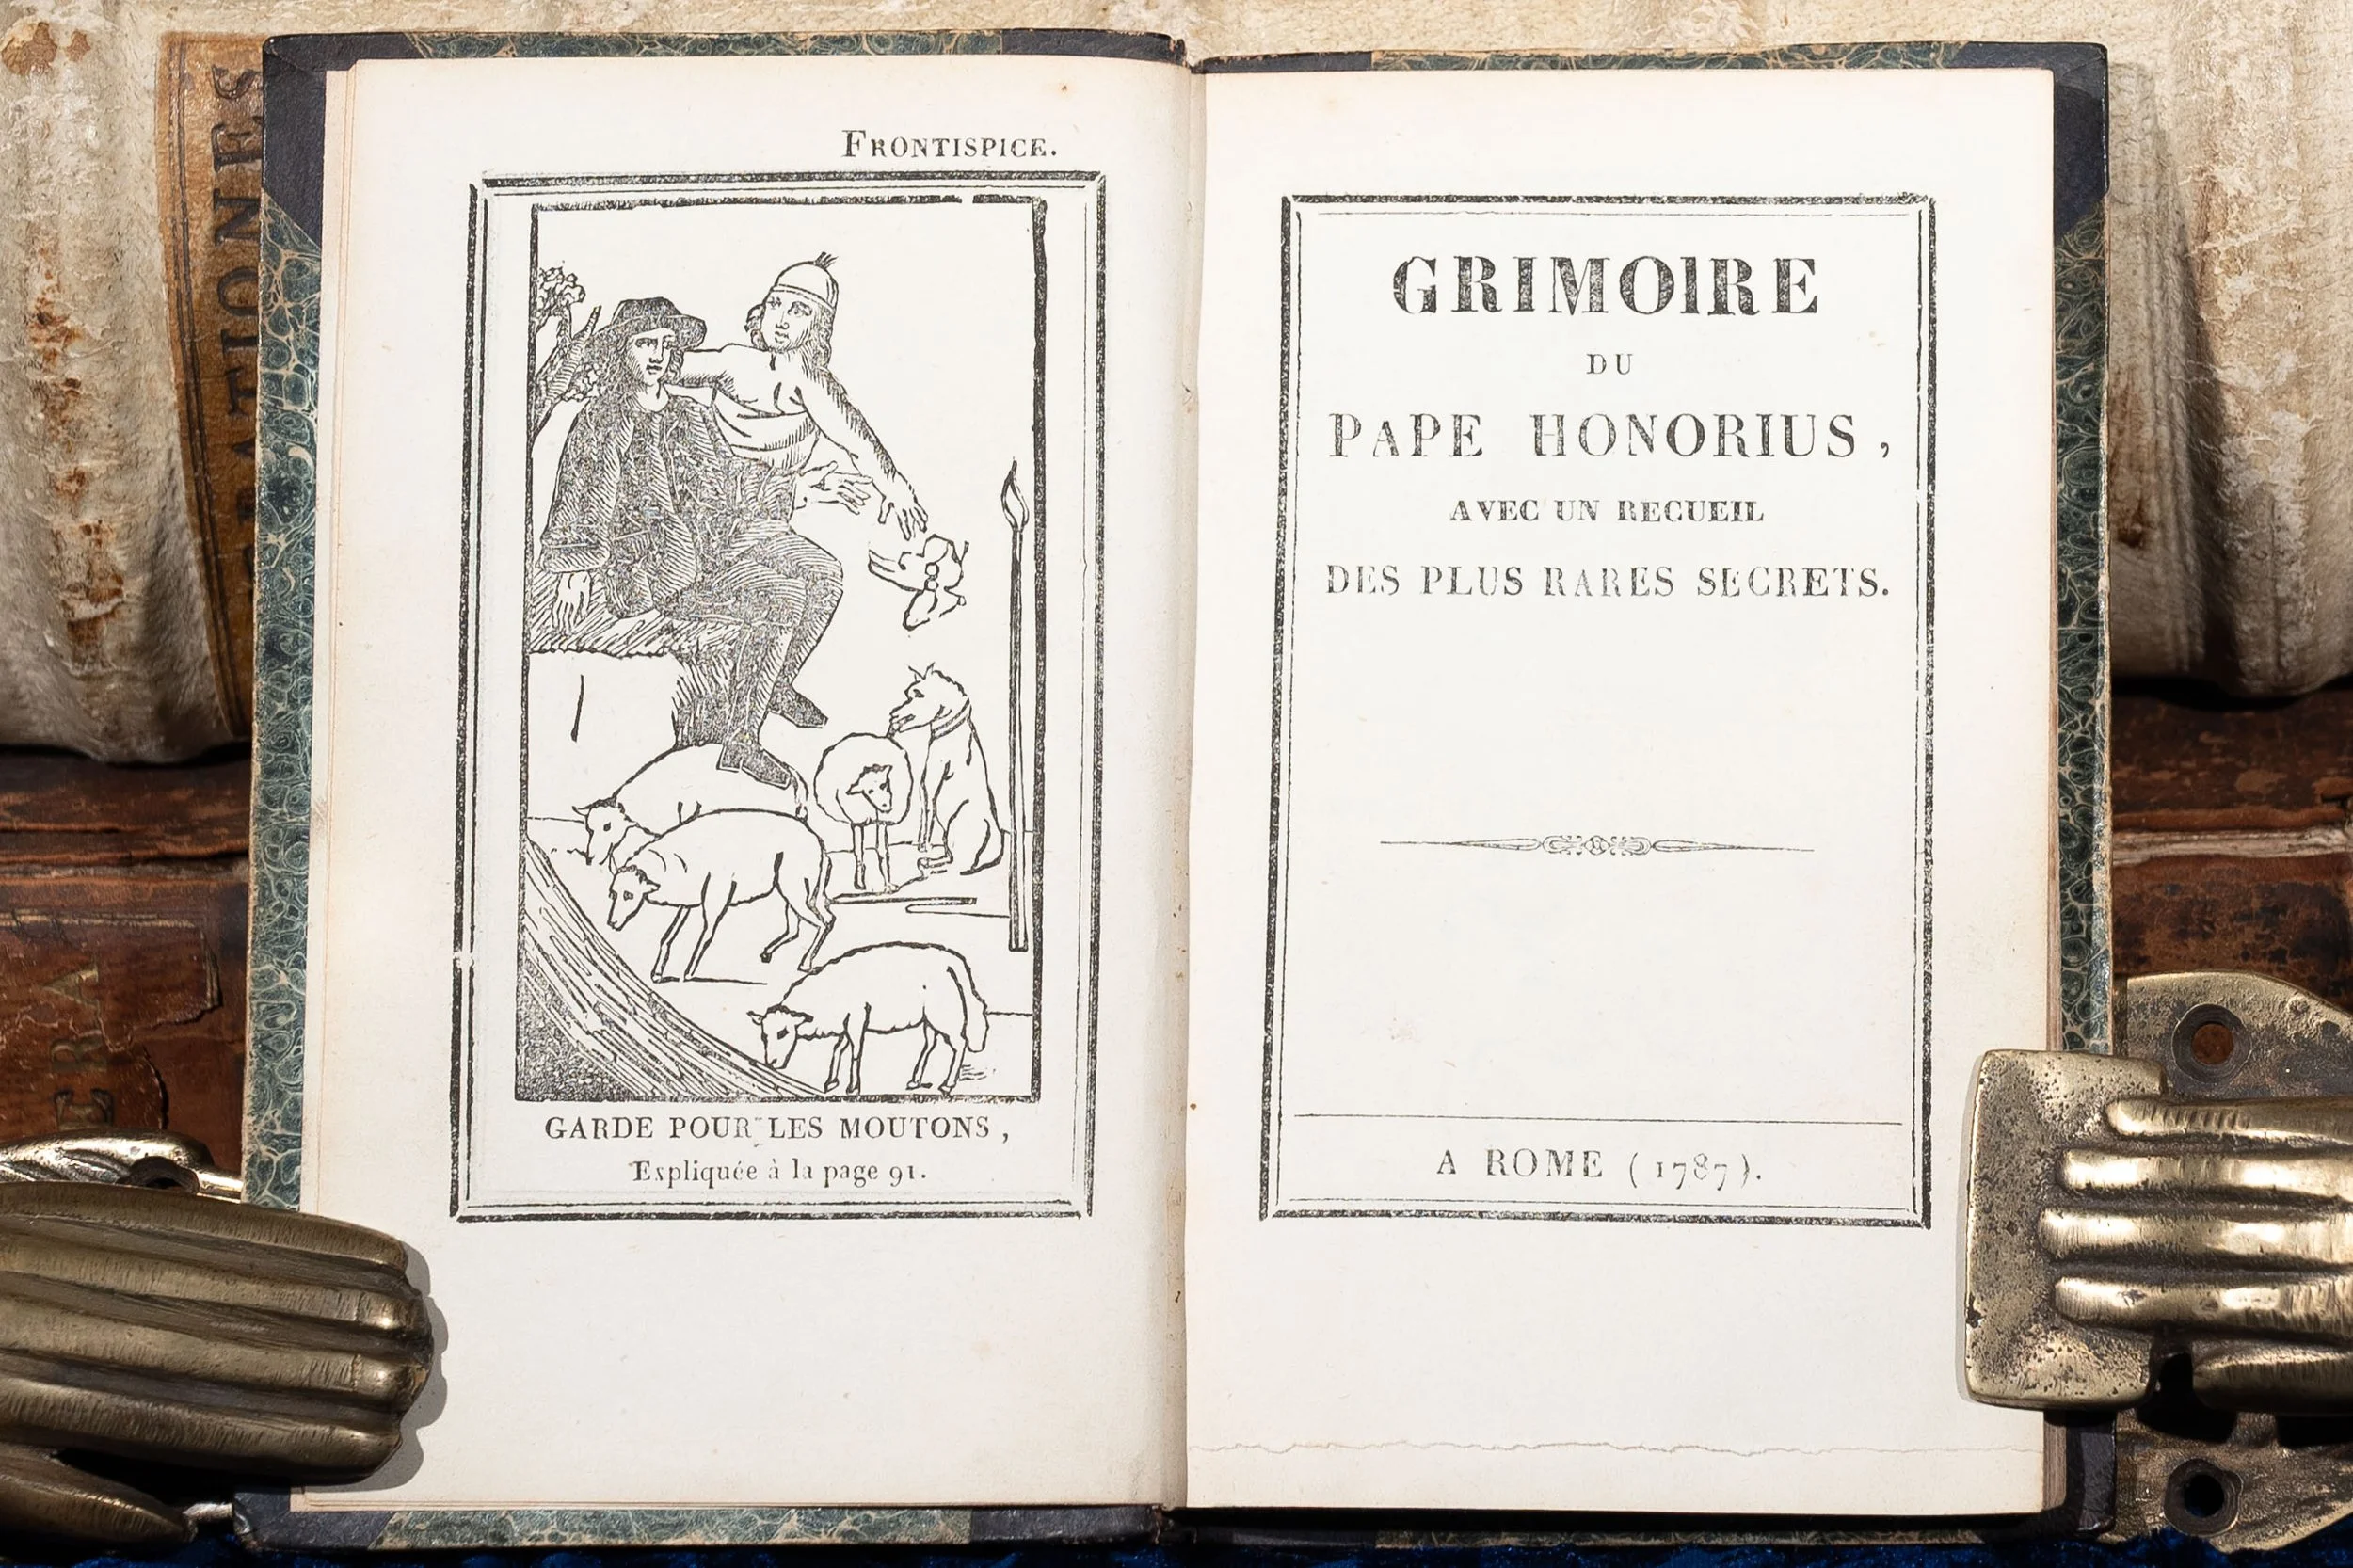 FRONTISPICE.
GARDE POUR LES MOUTONS,
Expliquée à la page 91.
GRIMOIRE
DU
PAPE HONORIUS,
AVEC UN RECUEIL
DES PLUS RARES SECRETS.
A ROME (1787).